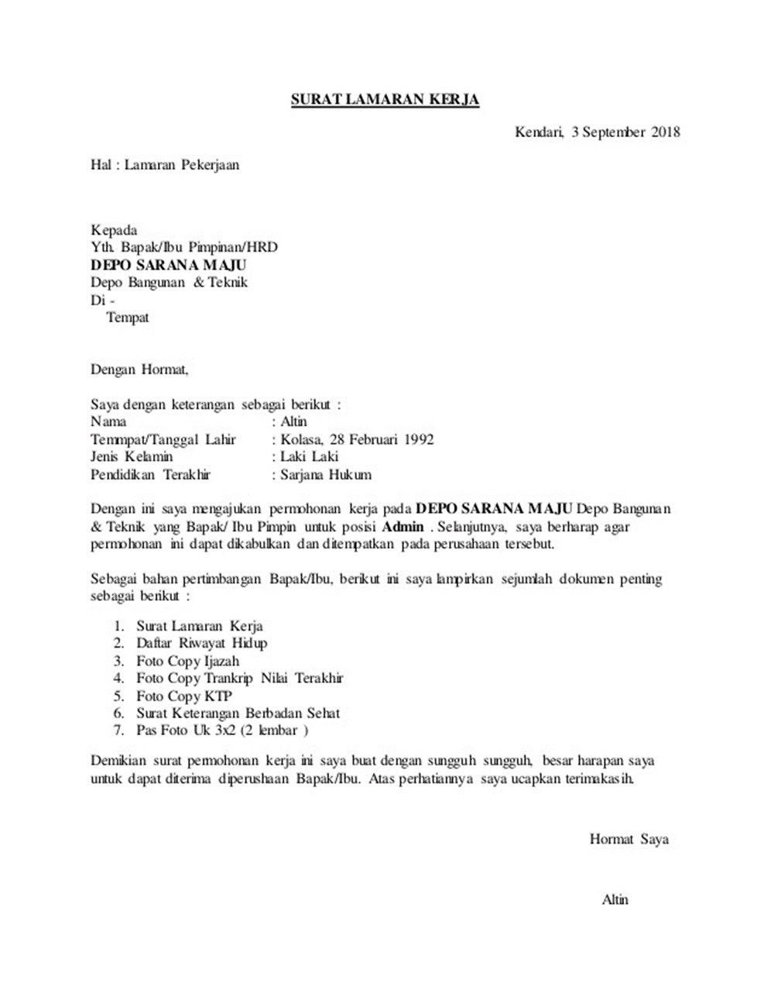 SURAT LAMARAN KERJA
Kendari, 3 September 2018
Hal : Lamaran Pekerjaan
Kepada
Yth. Bapak/Ibu Pimpinan/HRD
DEPO SARANA MAJU
Depo Bangunan & Teknik
Di -
Tempat
Dengan Hormat,
Saya dengan keterangan sebagai berikut :
Nama : Altin
Temmpat/Tanggal Lahir : Kolasa, 28 Februari 1992
Jenis Kelamin : Laki Laki
Pendidikan Terakhir : Sarjana Hukum
Dengan ini saya mengajukan permohonan kerja pada DEPO SARANA MAJU Depo Bangunan
& Teknik yang Bapak/ Ibu Pimpin untuk posisi Admin . Selanjutnya, saya berharap agar
permohonan ini dapat dikabulkan dan ditempatkan pada perusahaan tersebut.
Sebagai bahan pertimbangan Bapak/Ibu, berikut ini saya lampirkan sejumlah dokumen penting
sebagai berikut :
1. Surat Lamaran Kerja
2. Daftar Riwayat Hidup
3. Foto Copy Ijazah
4. Foto Copy Trankrip Nilai Terakhir
5. Foto Copy KTP
6. Surat Keterangan Berbadan Sehat
7. Pas Foto Uk 3x2 (2 lembar )
Demikian surat permohonan kerja ini saya buat dengan sungguh sungguh, besar harapan saya
untuk dapat diterima diperushaan Bapak/Ibu. Atas perhatiannya saya ucapkan terimakasih.
Hormat Saya
Altin